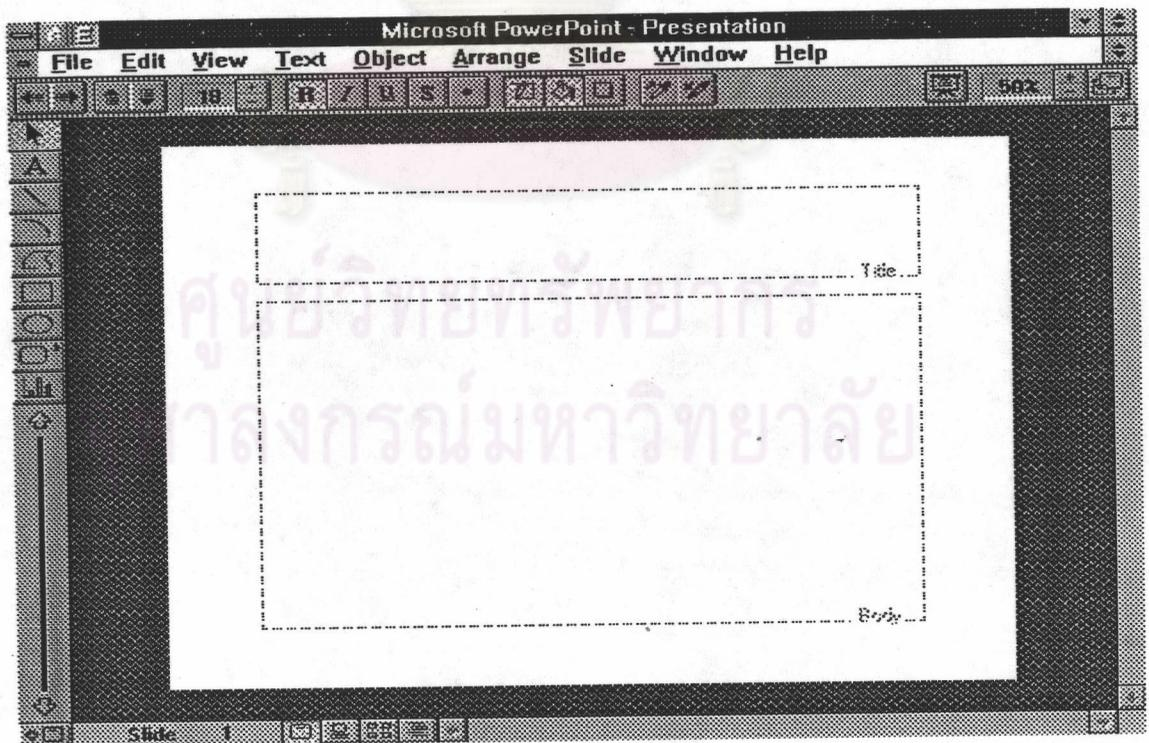 Microsoft PowerPoint - Presentation
File Edit View Text Object Arrange Slide Window Help
18 B I U S 50%
A
Title
ศูนย์วิทยทรัพยากร
จุฬาลงกรณ์มหาวิทยาลัย
Body
Slide 1